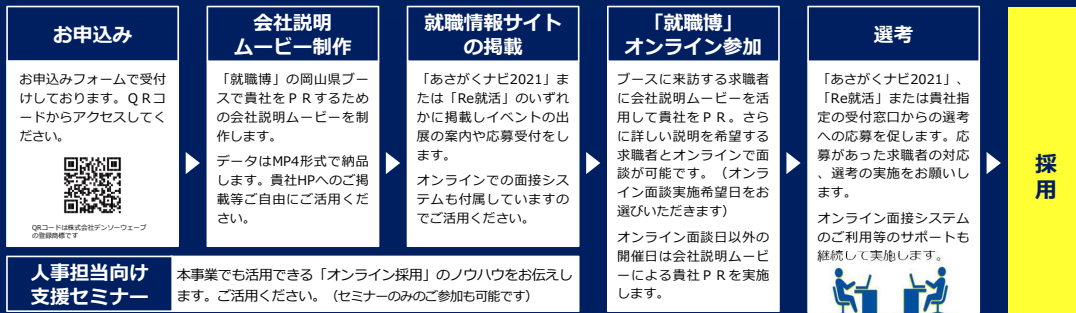 お申込み
お申込みフォームで受付
けしております。ＱＲコ
ードからアクセスしてく
ださい。
QRコードは株式会社デンソーウェーブ
の登録商標です
会社説明
ムービー制作
「就職博」の岡山県ブー
スで貴社をＰＲするため
の会社説明ムービーを制
作します。
データはMP4形式で納品
します。貴社HPへのご掲
載等ご自由にご活用くだ
さい。
就職情報サイト
の掲載
「あさがくナビ2021」ま
たは「Re就活」のいずれ
かに掲載しイベントの出
展の案内や応募受付をし
ます。
オンラインでの面接シス
テムも付属していますの
でご活用ください。
「就職博」
オンライン参加
ブースに来訪する求職者
に会社説明ムービーを活
用して貴社をＰＲ。さら
に詳しい説明を希望する
求職者とオンラインで面
談が可能です。（オンラ
イン面談実施希望日をお
選びいただきます）
オンライン面談日以外の
開催日は会社説明ムービ
ーによる貴社ＰＲを実施
します。
選考
「あさがくナビ2021」、
「Re就活」または貴社指
定の受付窓口からの選考
への応募を促します。応
募があった求職者の対応
、選考の実施をお願いし
ます。
オンライン面接システム
のご利用等のサポートも
継続して実施します。
採
用
人事担当向け
支援セミナー
本事業でも活用できる「オンライン採用」のノウハウをお伝えし
ます。ご活用ください。（セミナーのみのご参加も可能です）